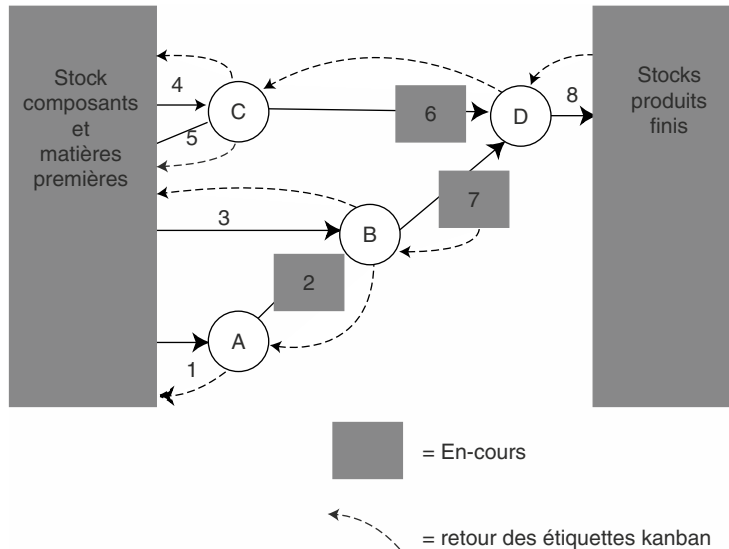 Stock
composants
et
matières
premières
4
5
C
6
D
8
Stocks
produits
finis
3
B
7
2
A
1
= En-cours
= retour des étiquettes kanban